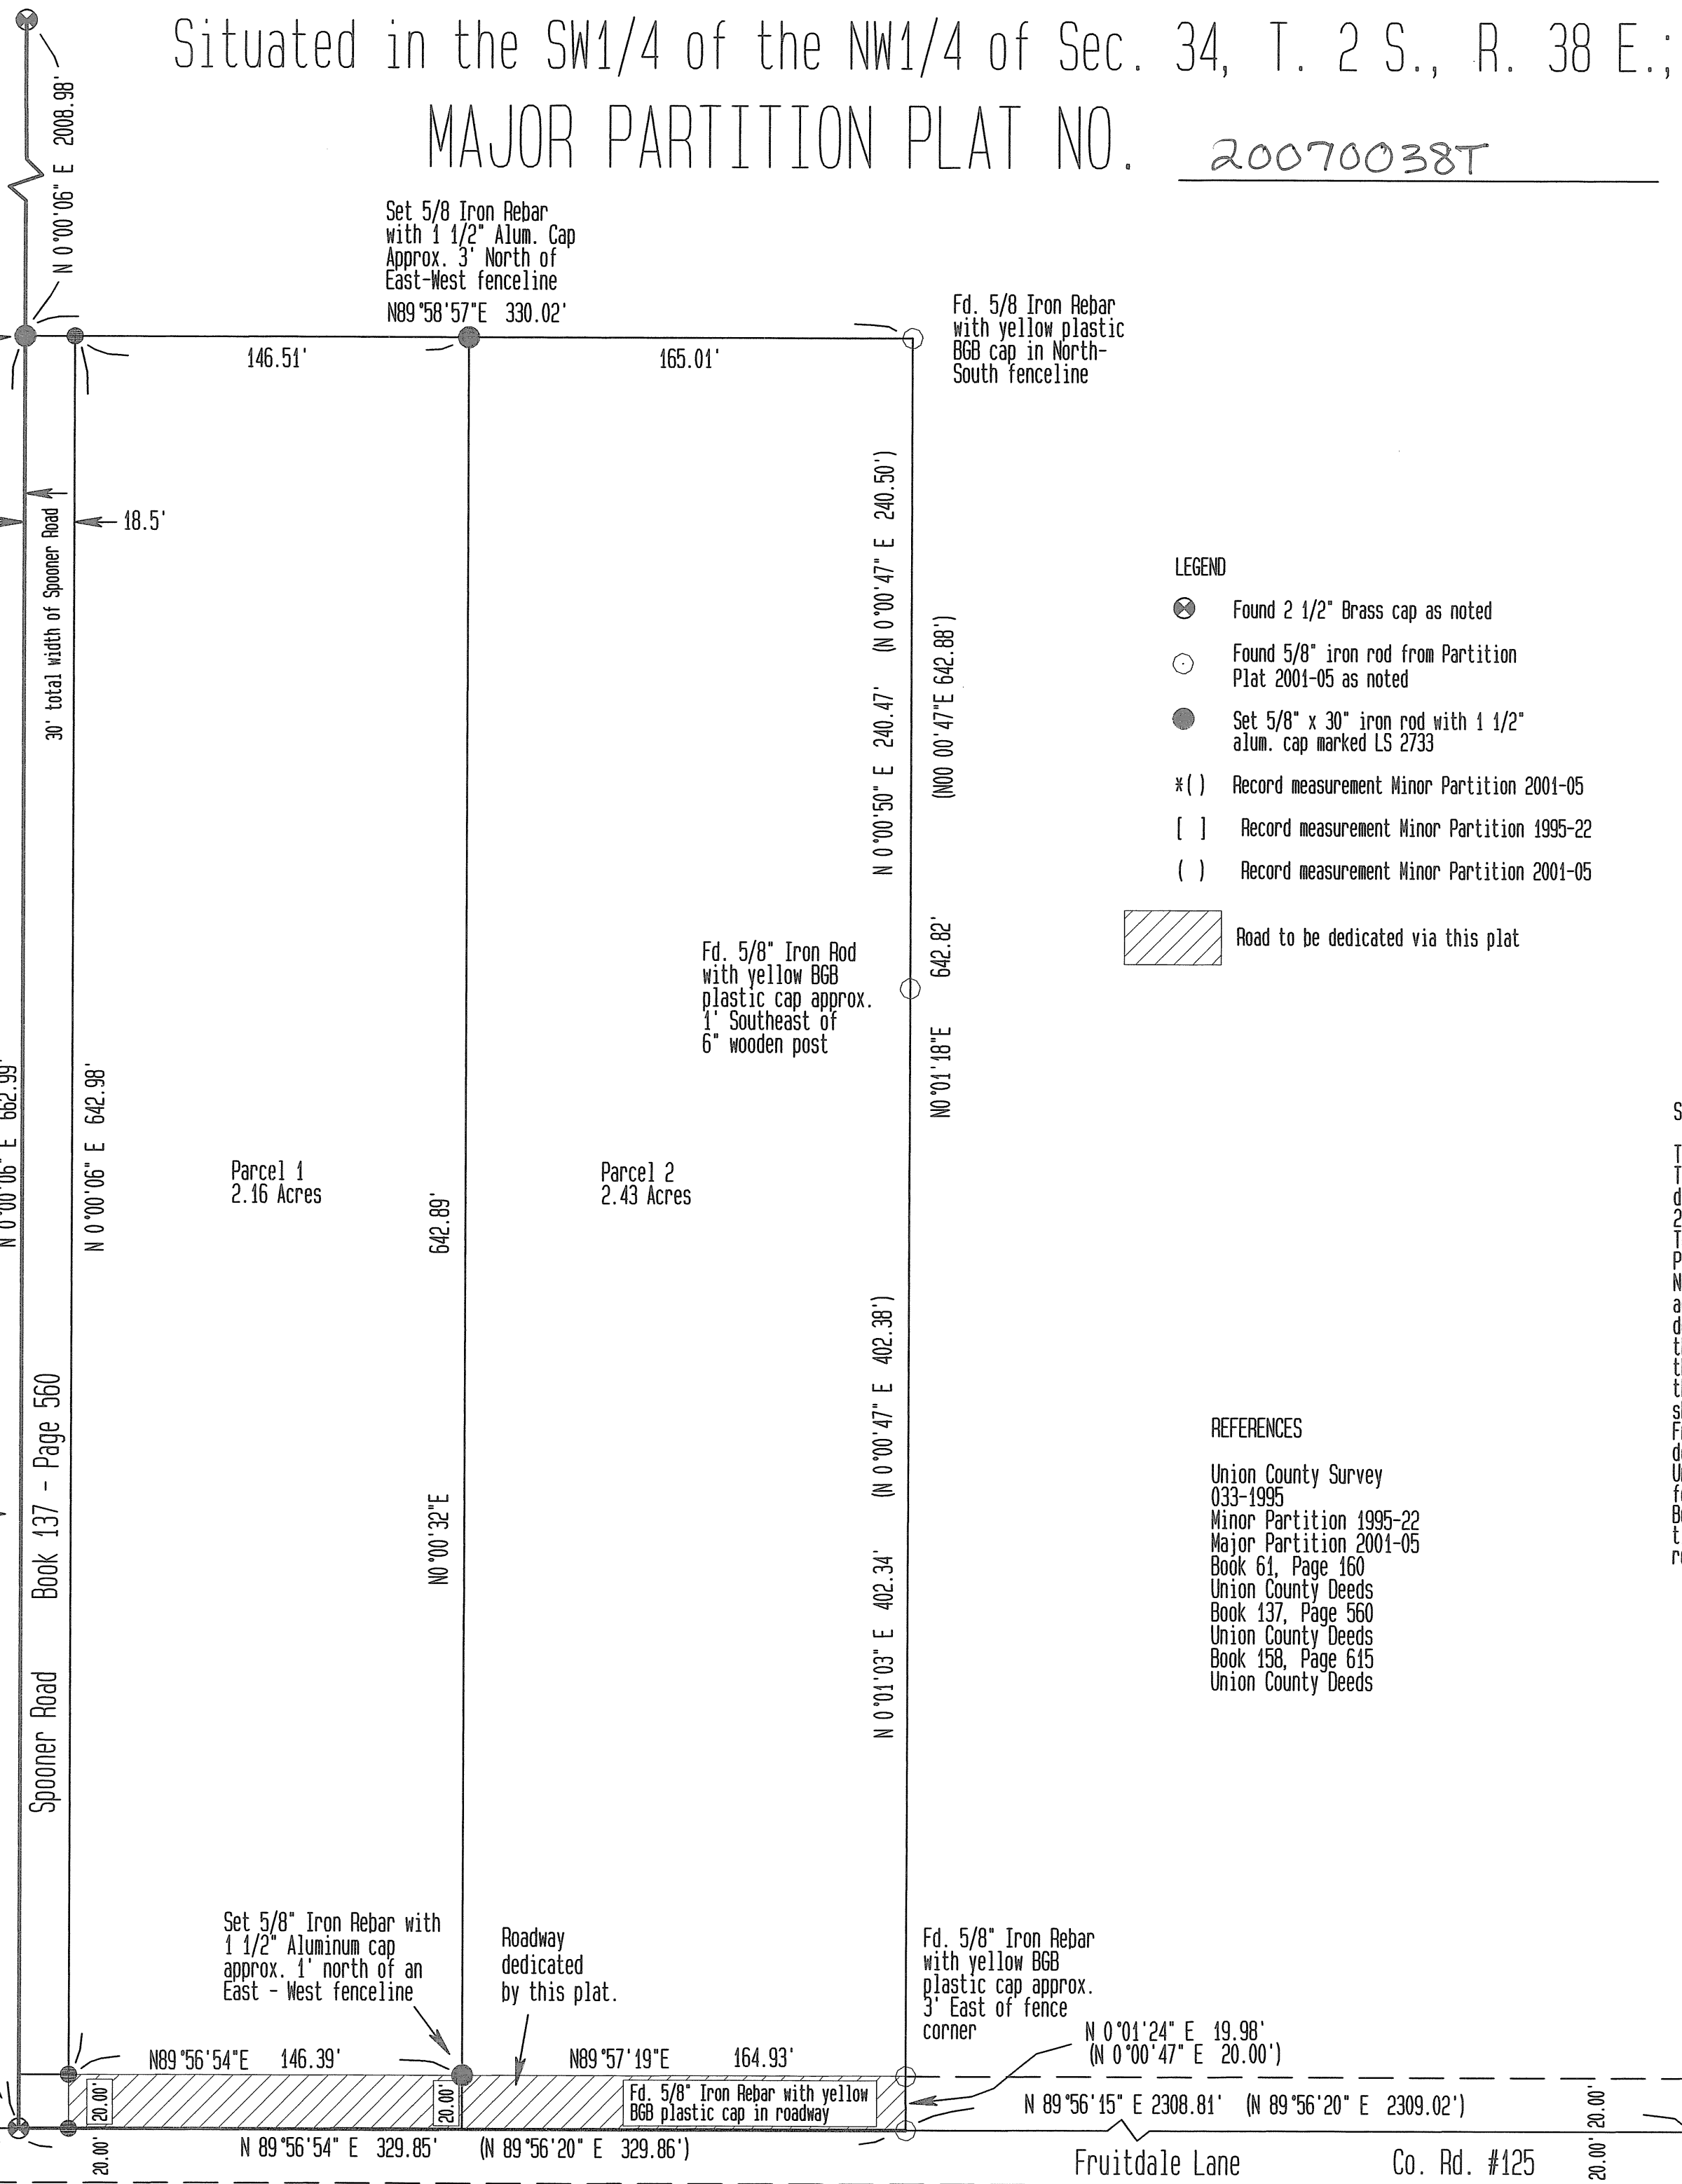 Situated in the SW1/4 of the NW1/4 of Sec. 34, T. 2 S., R. 38 E.;
MAJOR PARTITION PLAT NO. 20070038T
N 0°00'06" E 2008.98'
Set 5/8 Iron Rebar
with 1 1/2" Alum. Cap
Approx. 3' North of
East-West fenceline
N89°58'57"E 330.02'
146.51'
165.01'
Fd. 5/8 Iron Rebar
with yellow plastic
BGB cap in North-
South fenceline
18.5'
30' total width of Spooner Road
N 0°00'50" E 240.47' (N 0°00'47" E 240.50')
(N00 00'47"E 642.88')
LEGEND
Found 2 1/2" Brass cap as noted
Found 5/8" iron rod from Partition
Plat 2001-05 as noted
Set 5/8" x 30" iron rod with 1 1/2"
alum. cap marked LS 2733
*( ) Record measurement Minor Partition 2001-05
[ ] Record measurement Minor Partition 1995-22
( ) Record measurement Minor Partition 2001-05
Road to be dedicated via this plat
Fd. 5/8" Iron Rod
with yellow BGB
plastic cap approx.
1' Southeast of
6" wooden post
N0°01'18"E 642.82'
N 0°00'06" E 662.99'
N 0°00'06" E 642.98'
Parcel 1
2.16 Acres
N0°00'32"E 642.89'
Parcel 2
2.43 Acres
N 0°01'03" E 402.34' (N 0°00'47" E 402.38')
Spooner Road Book 137 - Page 560
REFERENCES
Union County Survey
033-1995
Minor Partition 1995-22
Major Partition 2001-05
Book 61, Page 160
Union County Deeds
Book 137, Page 560
Union County Deeds
Book 158, Page 615
Union County Deeds
Set 5/8" Iron Rebar with
1 1/2" Aluminum cap
approx. 1' north of an
East - West fenceline
Roadway
dedicated
by this plat.
Fd. 5/8" Iron Rebar
with yellow BGB
plastic cap approx.
3' East of fence
corner
N 0°01'24" E 19.98'
(N 0°00'47" E 20.00')
N89°56'54"E 146.39'
N89°57'19"E 164.93'
20.00'
20.00'
Fd. 5/8" Iron Rebar with yellow
BGB plastic cap in roadway
N 89°56'15" E 2308.81' (N 89°56'20" E 2309.02')
20.00'
20.00'
N 89°56'54" E 329.85' (N 89°56'20" E 329.86')
20.00'
Fruitdale Lane Co. Rd. #125